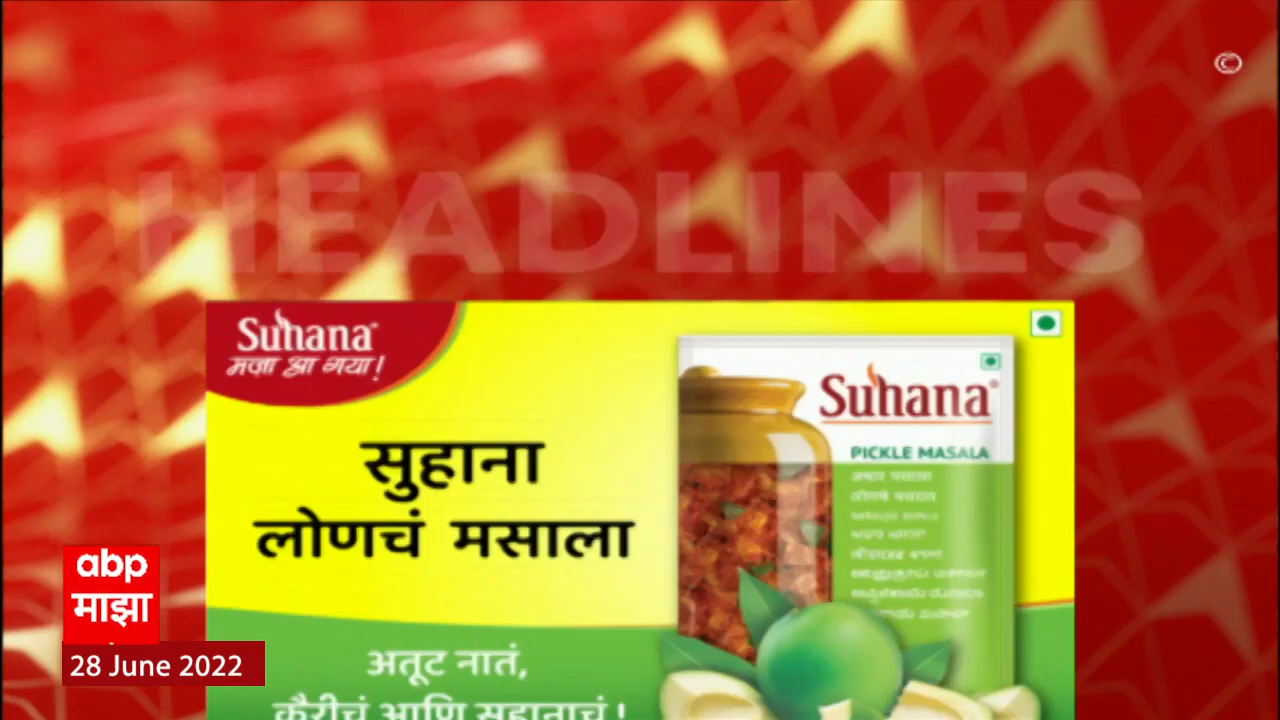 ©
HEADLINES
Suhana
मज़ा आ गया!
Suhana®
PICKLE MASALA
सुहाना
लोणचं मसाला
abp
माझा
28 June 2022
अतूट नातं,
कैरीचं आणि सुहानाचं !